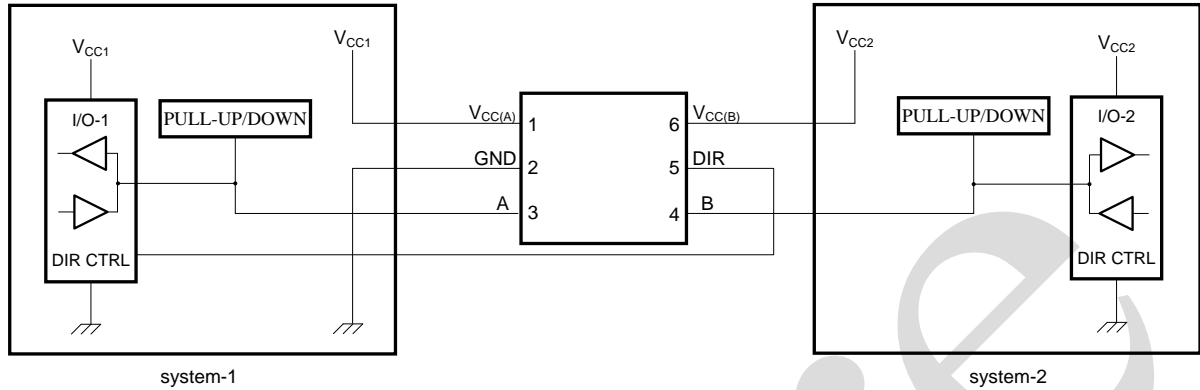 VCC1
I/O-1
DIR CTRL
PULL-UP/DOWN
VCC1
VCC(A)
GND
A
1
2
3
6
5
4
VCC(B)
DIR
B
VCC2
PULL-UP/DOWN
VCC2
I/O-2
DIR CTRL
system-1
system-2